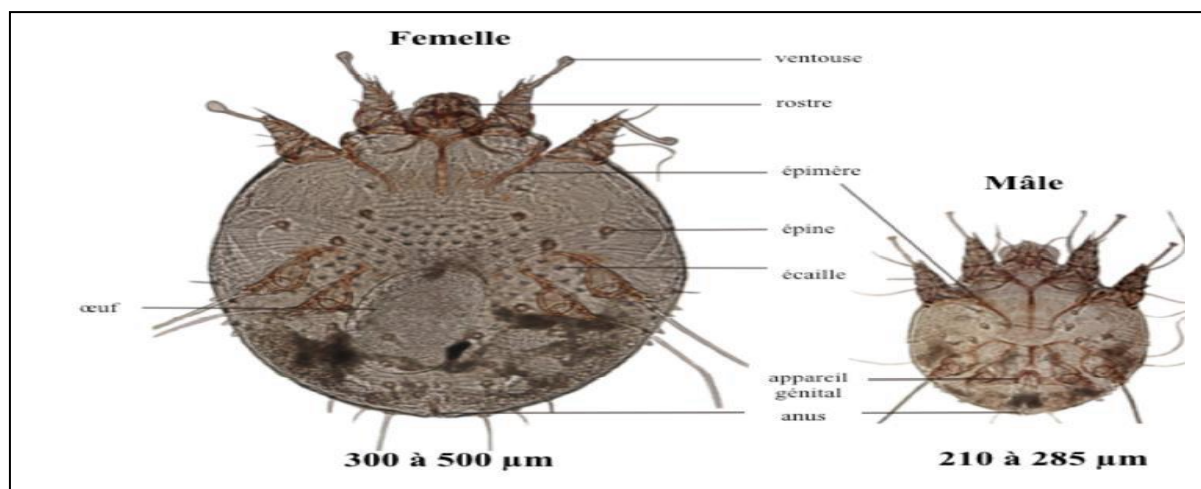 Femelle
ventouse
rostre
épimère
Mâle
épine
écaille
œuf
appareil
génital
anus
300 à 500 µm
210 à 285 µm